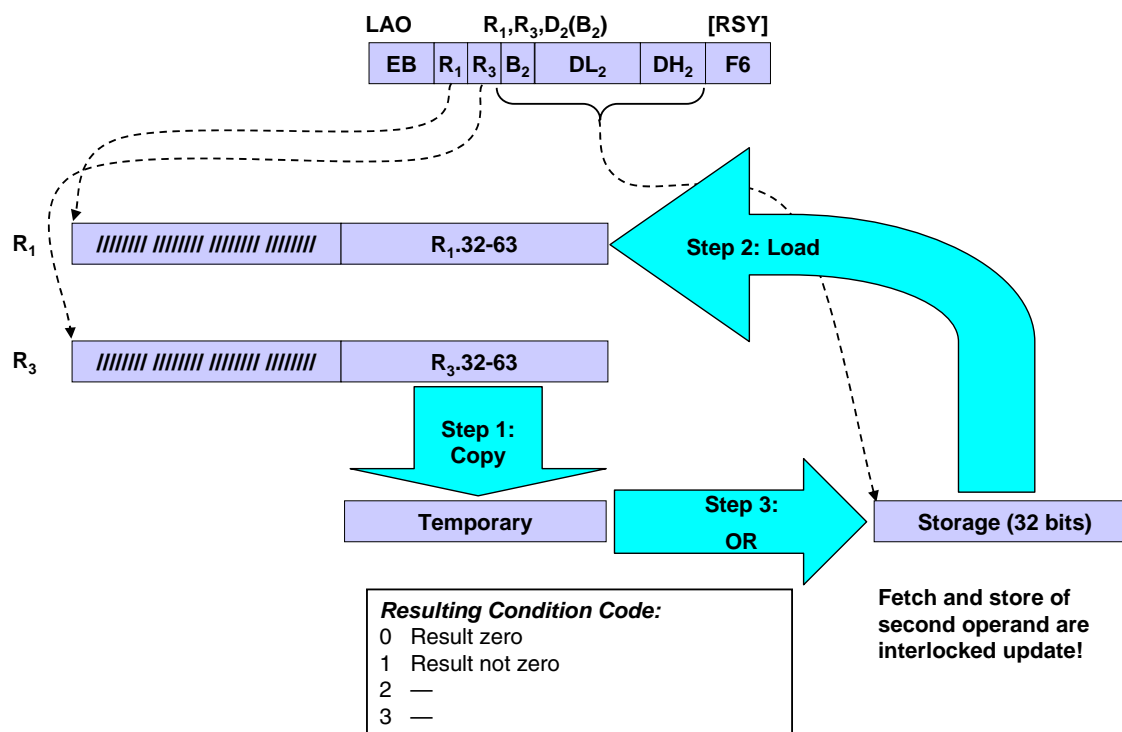 LAO R₁,R₃,D₂(B₂) [RSY]
EB R₁ R₃ B₂ DL₂ DH₂ F6
R₁ //////// //////// //////// //////// R₁.32-63
Step 2: Load
R₃ //////// //////// //////// //////// R₃.32-63
Step 1:
Copy
Temporary
Step 3:
OR
Storage (32 bits)
Resulting Condition Code:
0 Result zero
1 Result not zero
2 —
3 —
Fetch and store of
second operand are
interlocked update!